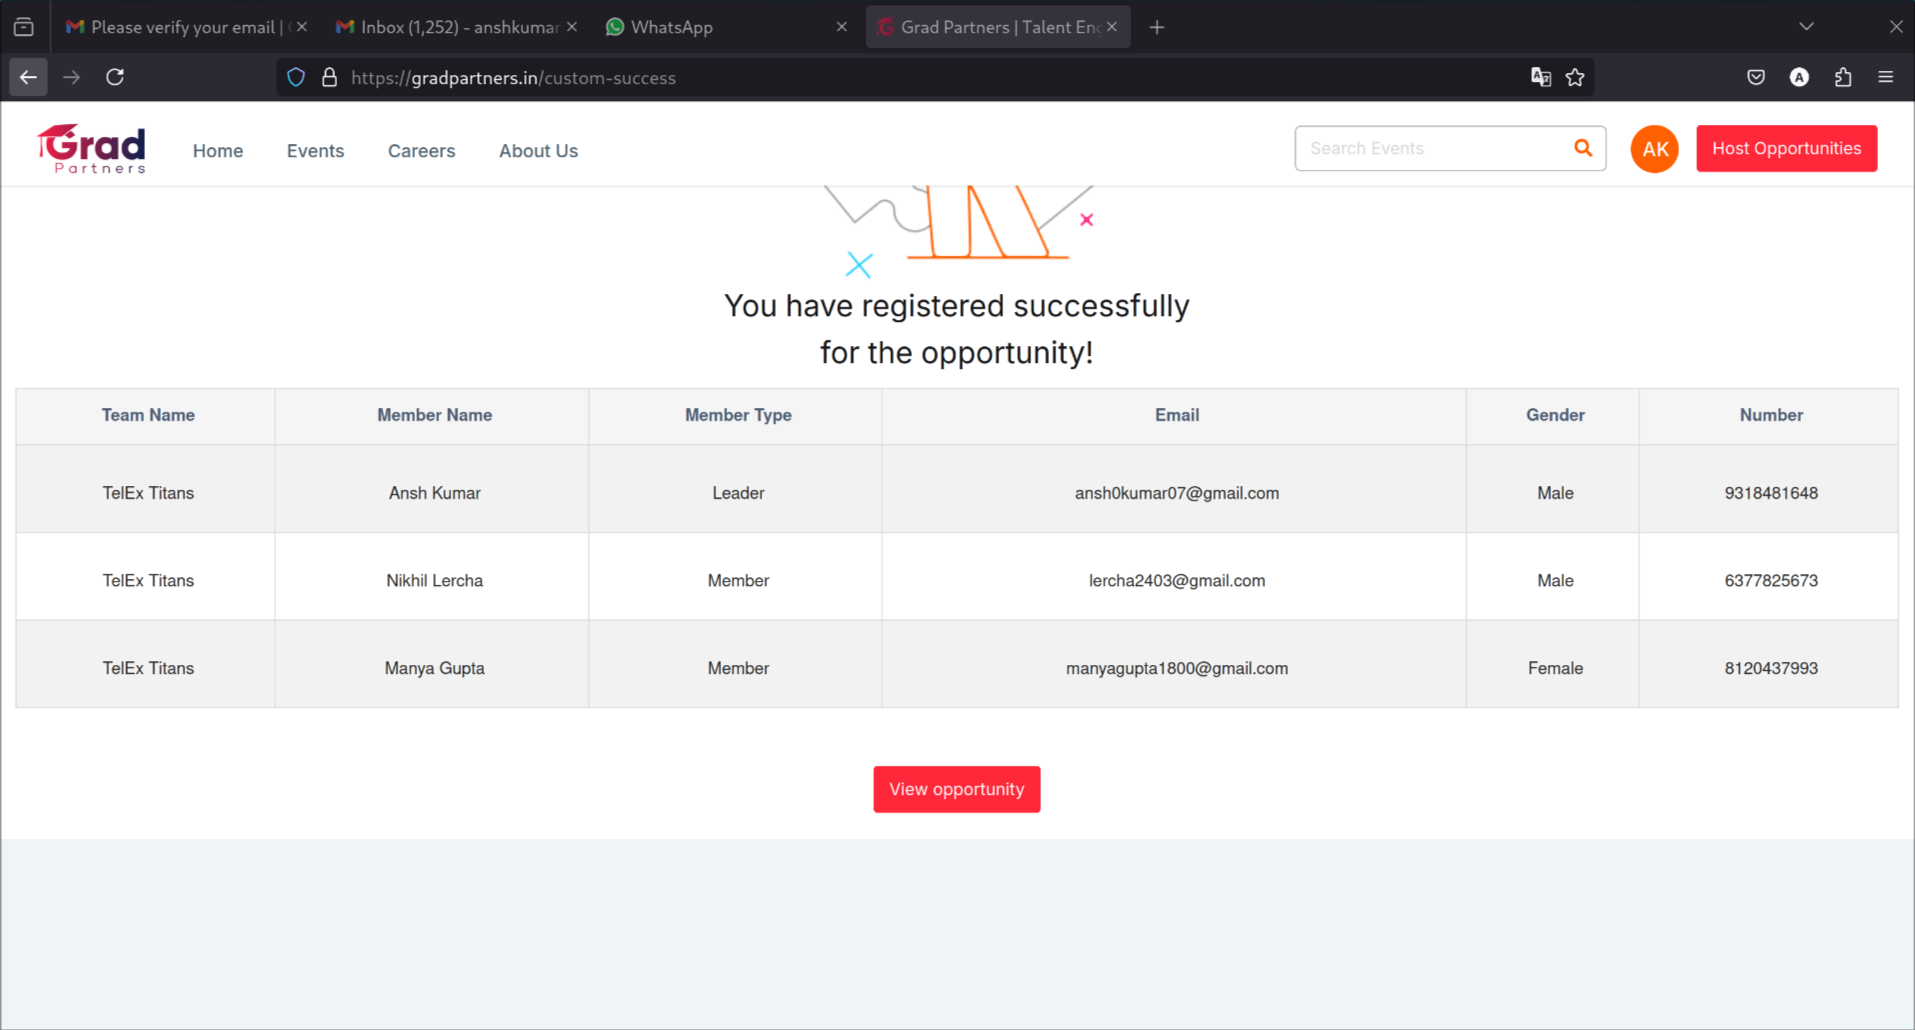 Please verify your email |
Inbox (1,252) - anshkumar
WhatsApp
Grad Partners | Talent Eng
https://gradpartners.in/custom-success
A
Grad
Partners
Home
Events
Careers
About Us
Search Events
AK
Host Opportunities
You have registered successfully
for the opportunity!
Team Name Member Name Member Type Email Gender Number
TelEx Titans Ansh Kumar Leader ansh0kumar07@gmail.com Male 9318481648
TelEx Titans Nikhil Lercha Member lercha2403@gmail.com Male 6377825673
TelEx Titans Manya Gupta Member manyagupta1800@gmail.com Female 8120437993
View opportunity